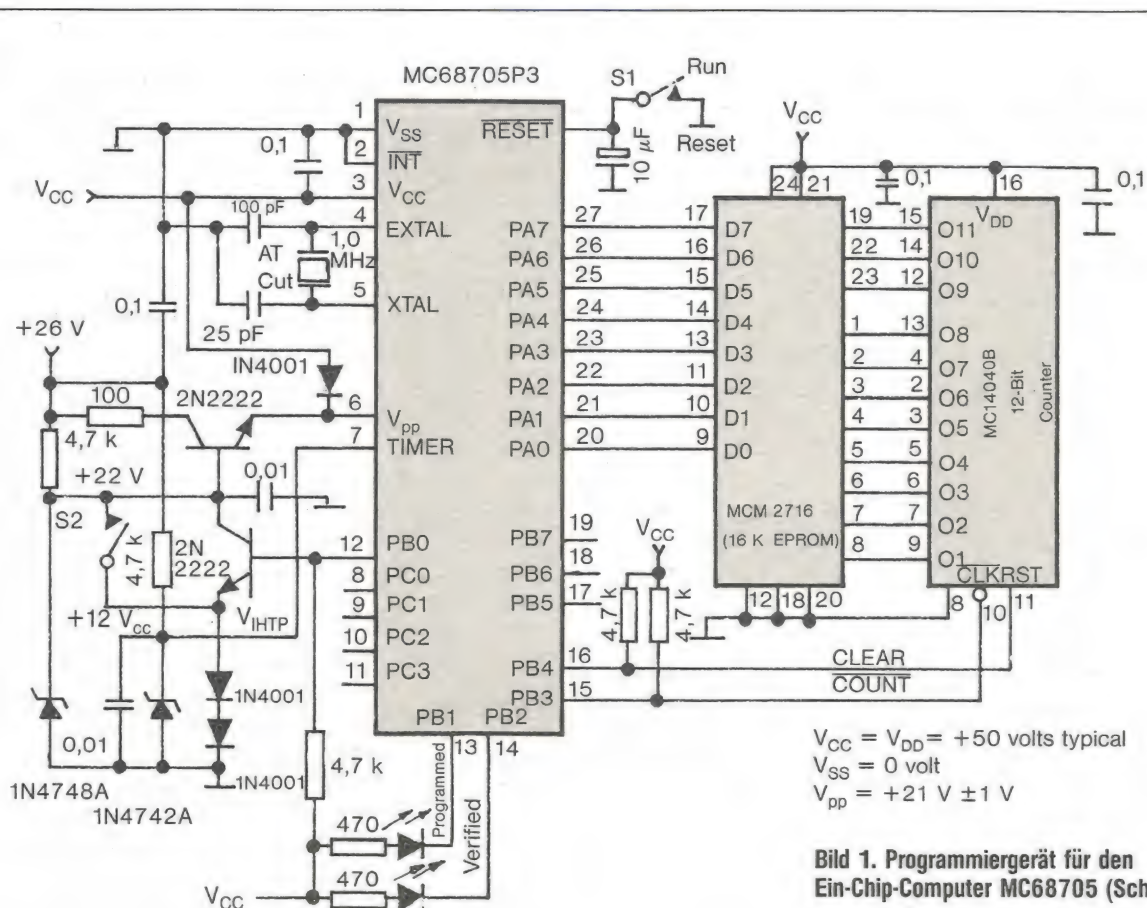 MC68705P3
1 V_SS
2 INT
3 V_CC
4 EXTAL
5 XTAL
6 V_pp
7 TIMER
12 PB0
8 PC0
9 PC1
10 PC2
11 PC3
PB1 PB2
13 14
RESET
PA7 27
PA6 26
PA5 25
PA4 24
PA3 23
PA2 22
PA1 21
PA0 20
PB7 19
PB6 18
PB5 17
PB4 16
PB3 15
0,1
V_CC
100 pF
AT
Cut
1,0
MHz
25 pF
0,1
+26 V
100
2N2222
IN4001
4,7 k
+22 V
0,01
S2
4,7 k
2N
2222
+12 V_CC
V_IHTP
1N4001
1N4001
0,01
1N4748A
1N4742A
4,7 k
470
Programmed
470
Verified
V_CC
S1
Run
Reset
10 µF
V_CC
24 21
0,1
16
0,1
17 D7
16 D6
15 D5
14 D4
13 D3
11 D2
10 D1
9 D0
MCM 2716
(16 K EPROM)
12 18 20
19 15 O11
22 14 O10
23 12 O9
1 13 O8
2 4 O7
3 2 O6
4 3 O5
5 5 O4
6 6 O3
7 7 O2
8 9 O1
V_DD
MC14040B
12-Bit
Counter
CLKRST
8 10 11
V_CC
4,7 k
4,7 k
CLEAR
COUNT
V_CC = V_DD = +50 volts typical
V_SS = 0 volt
V_pp = +21 V ±1 V
Bild 1. Programmiergerät für den
Ein-Chip-Computer MC68705 (Sch